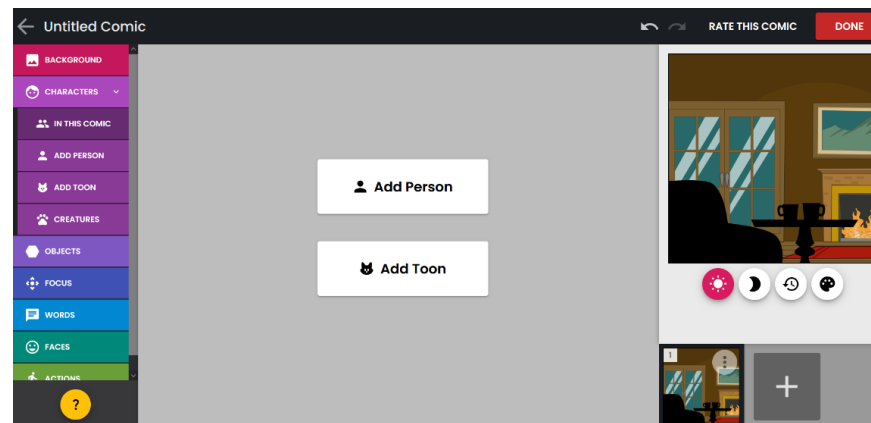 Untitled Comic
RATE THIS COMIC
DONE
BACKGROUND
CHARACTERS
IN THIS COMIC
ADD PERSON
ADD TOON
CREATURES
OBJECTS
FOCUS
WORDS
FACES
ACTIONS
?
Add Person
Add Toon
1